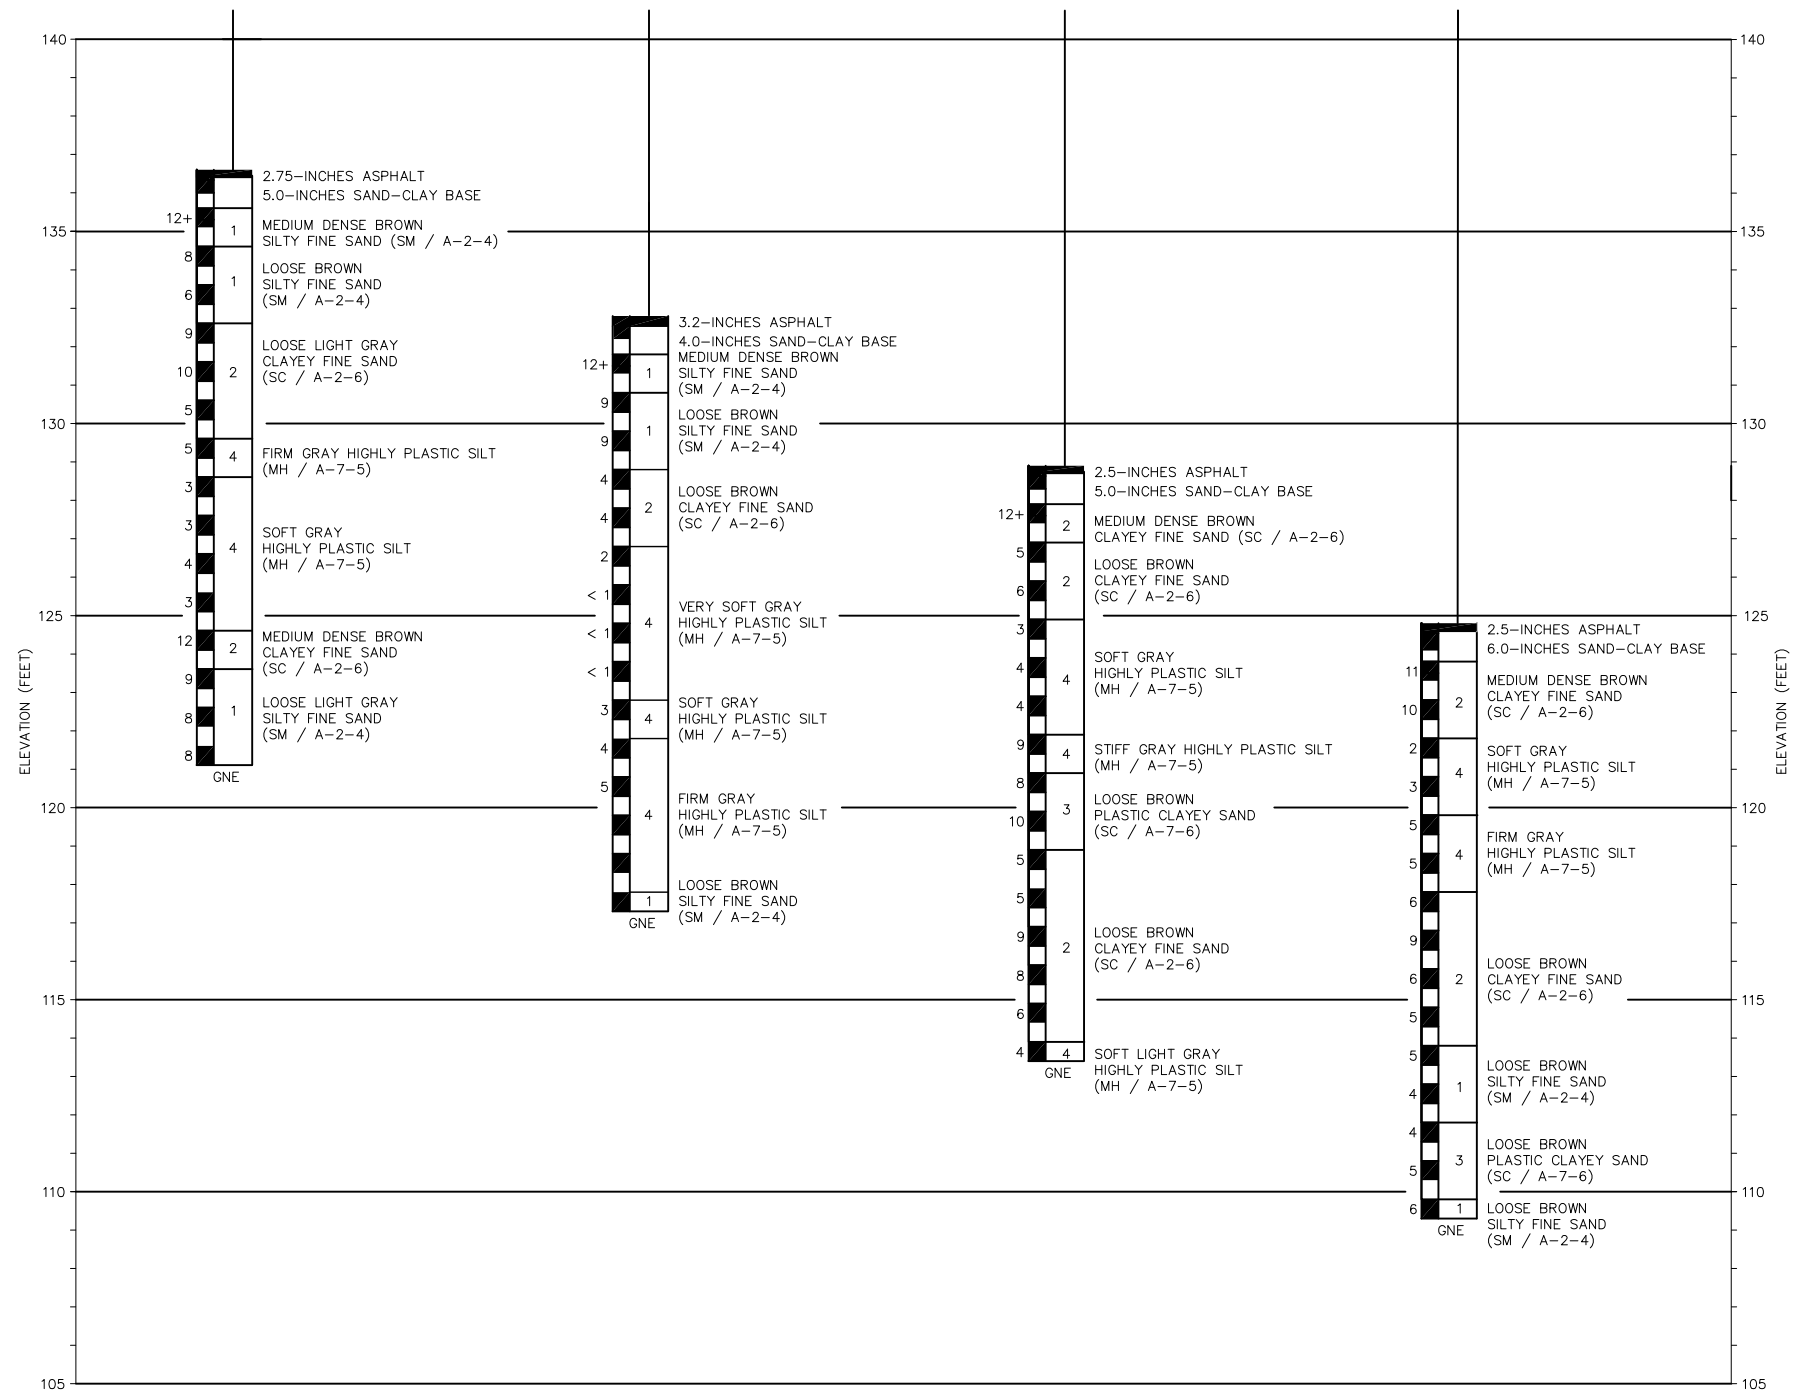 140
135
130
125
120
115
110
105
ELEVATION (FEET)
12+
8
6
9
10
5
5
3
3
4
3
12
9
8
8
1
1
2
4
4
2
1
2.75-INCHES ASPHALT
5.0-INCHES SAND-CLAY BASE
MEDIUM DENSE BROWN
SILTY FINE SAND (SM / A-2-4)
LOOSE BROWN
SILTY FINE SAND
(SM / A-2-4)
LOOSE LIGHT GRAY
CLAYEY FINE SAND
(SC / A-2-6)
FIRM GRAY HIGHLY PLASTIC SILT
(MH / A-7-5)
SOFT GRAY
HIGHLY PLASTIC SILT
(MH / A-7-5)
MEDIUM DENSE BROWN
CLAYEY FINE SAND
(SC / A-2-6)
LOOSE LIGHT GRAY
SILTY FINE SAND
(SM / A-2-4)
GNE
12+
9
9
4
4
2
< 1
< 1
< 1
3
4
5
1
1
2
4
4
4
1
3.2-INCHES ASPHALT
4.0-INCHES SAND-CLAY BASE
MEDIUM DENSE BROWN
SILTY FINE SAND
(SM / A-2-4)
LOOSE BROWN
SILTY FINE SAND
(SM / A-2-4)
LOOSE BROWN
CLAYEY FINE SAND
(SC / A-2-6)
VERY SOFT GRAY
HIGHLY PLASTIC SILT
(MH / A-7-5)
SOFT GRAY
HIGHLY PLASTIC SILT
(MH / A-7-5)
FIRM GRAY
HIGHLY PLASTIC SILT
(MH / A-7-5)
LOOSE BROWN
SILTY FINE SAND
(SM / A-2-4)
GNE
12+
5
6
3
4
4
9
8
10
5
5
9
8
6
4
2
2
4
4
3
2
4
2.5-INCHES ASPHALT
5.0-INCHES SAND-CLAY BASE
MEDIUM DENSE BROWN
CLAYEY FINE SAND (SC / A-2-6)
LOOSE BROWN
CLAYEY FINE SAND
(SC / A-2-6)
SOFT GRAY
HIGHLY PLASTIC SILT
(MH / A-7-5)
STIFF GRAY HIGHLY PLASTIC SILT
(MH / A-7-5)
LOOSE BROWN
PLASTIC CLAYEY SAND
(SC / A-7-6)
LOOSE BROWN
CLAYEY FINE SAND
(SC / A-2-6)
SOFT LIGHT GRAY
HIGHLY PLASTIC SILT
(MH / A-7-5)
GNE
11
10
2
3
5
5
6
9
6
5
5
4
4
5
6
2
4
4
2
1
3
1
2.5-INCHES ASPHALT
6.0-INCHES SAND-CLAY BASE
MEDIUM DENSE BROWN
CLAYEY FINE SAND
(SC / A-2-6)
SOFT GRAY
HIGHLY PLASTIC SILT
(MH / A-7-5)
FIRM GRAY
HIGHLY PLASTIC SILT
(MH / A-7-5)
LOOSE BROWN
CLAYEY FINE SAND
(SC / A-2-6)
LOOSE BROWN
SILTY FINE SAND
(SM / A-2-4)
LOOSE BROWN
PLASTIC CLAYEY SAND
(SC / A-7-6)
LOOSE BROWN
SILTY FINE SAND
(SM / A-2-4)
GNE
140
135
130
125
120
115
110
105
ELEVATION (FEET)